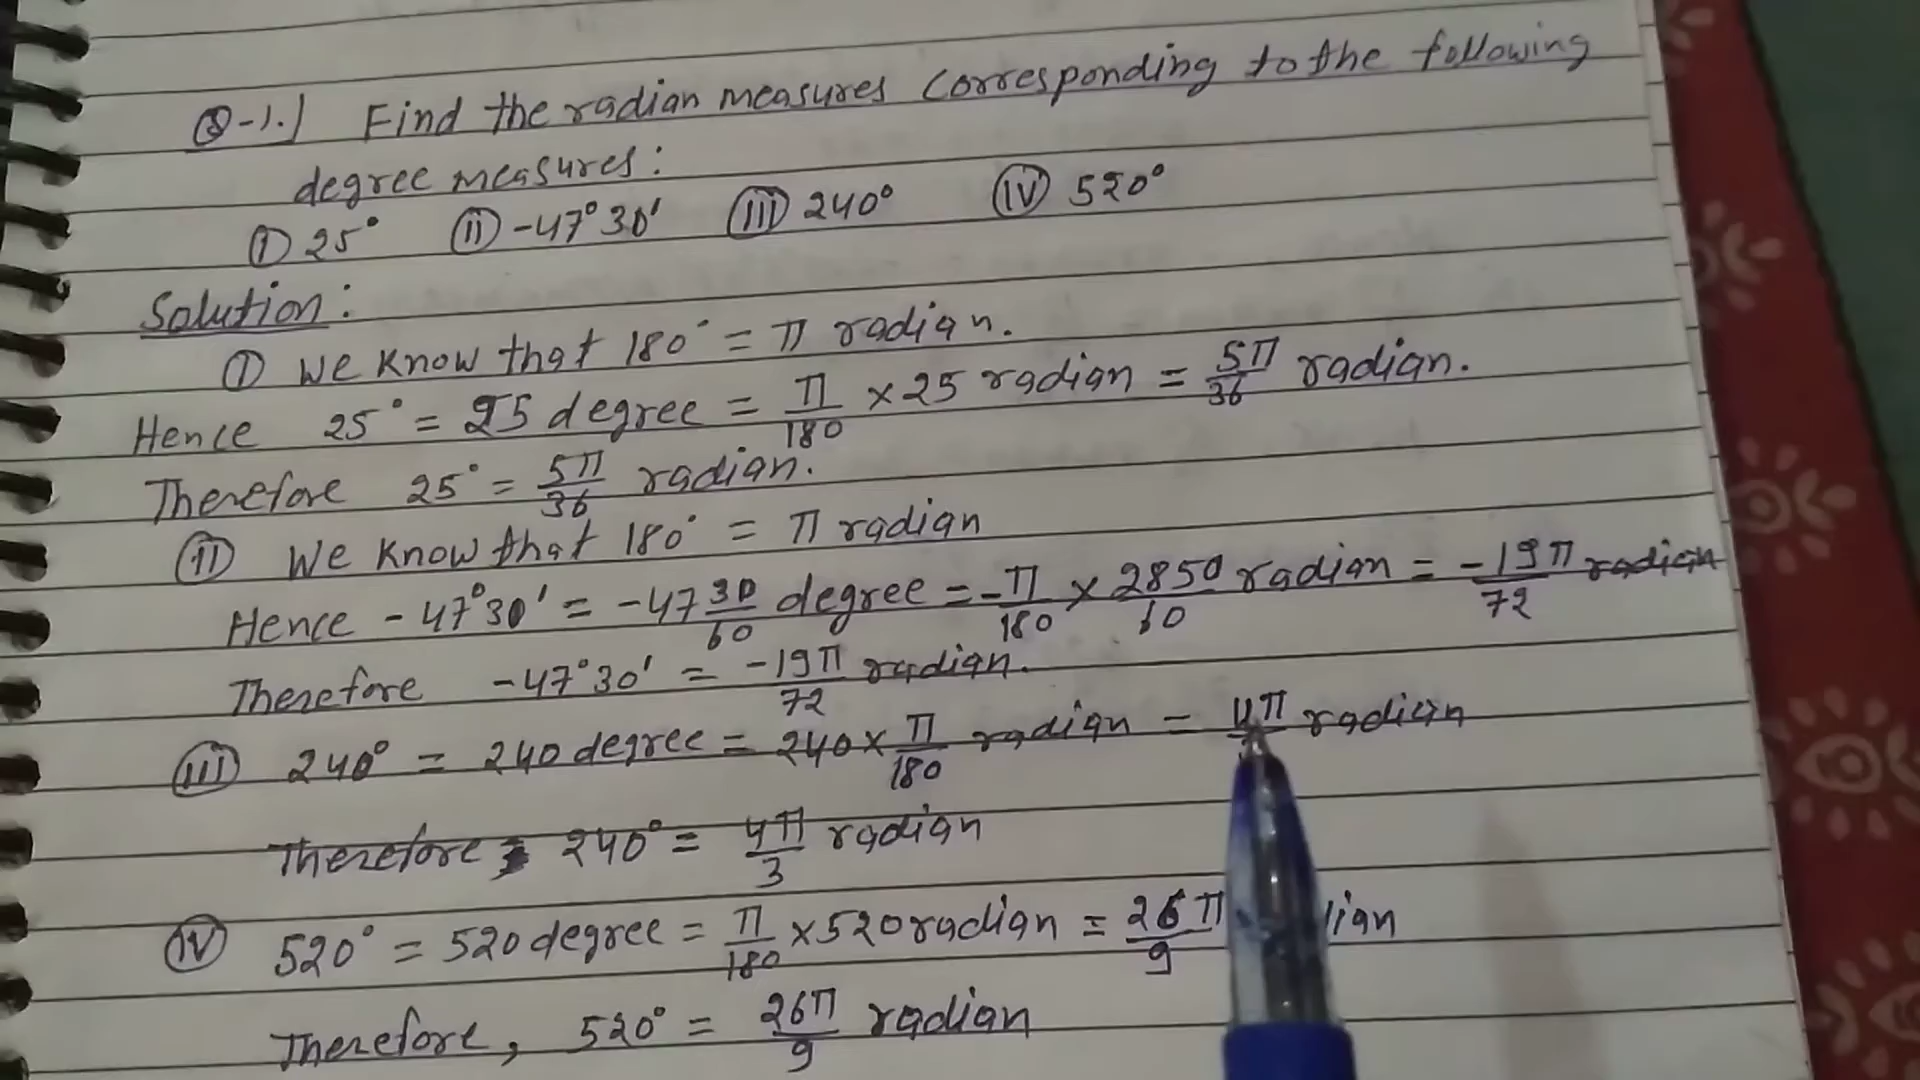 Q-1.) Find the radian measures corresponding to the following
degree measures:
(I) 25° (II) -47°30' (III) 240° (IV) 520°
Solution:
(I) We know that 180° = π radian.
Hence 25° = 25 degree = π/180 × 25 radian = 5π/36 radian.
Therefore 25° = 5π/36 radian.
(II) We know that 180° = π radian
Hence -47°30' = -47 30/60 degree = -π/180 × 2850/60 radian = -19π/72 radian
Therefore -47°30' = -19π/72 radian.
(III) 240° = 240 degree = 240 × π/180 radian = 4π radian
Therefore, 240° = 4π/3 radian
(IV) 520° = 520 degree = π/180 × 520 radian = 26π/9
Therefore, 520° = 26π/9 radian